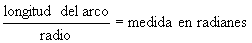 longitud del arco
radio
= medida en radianes